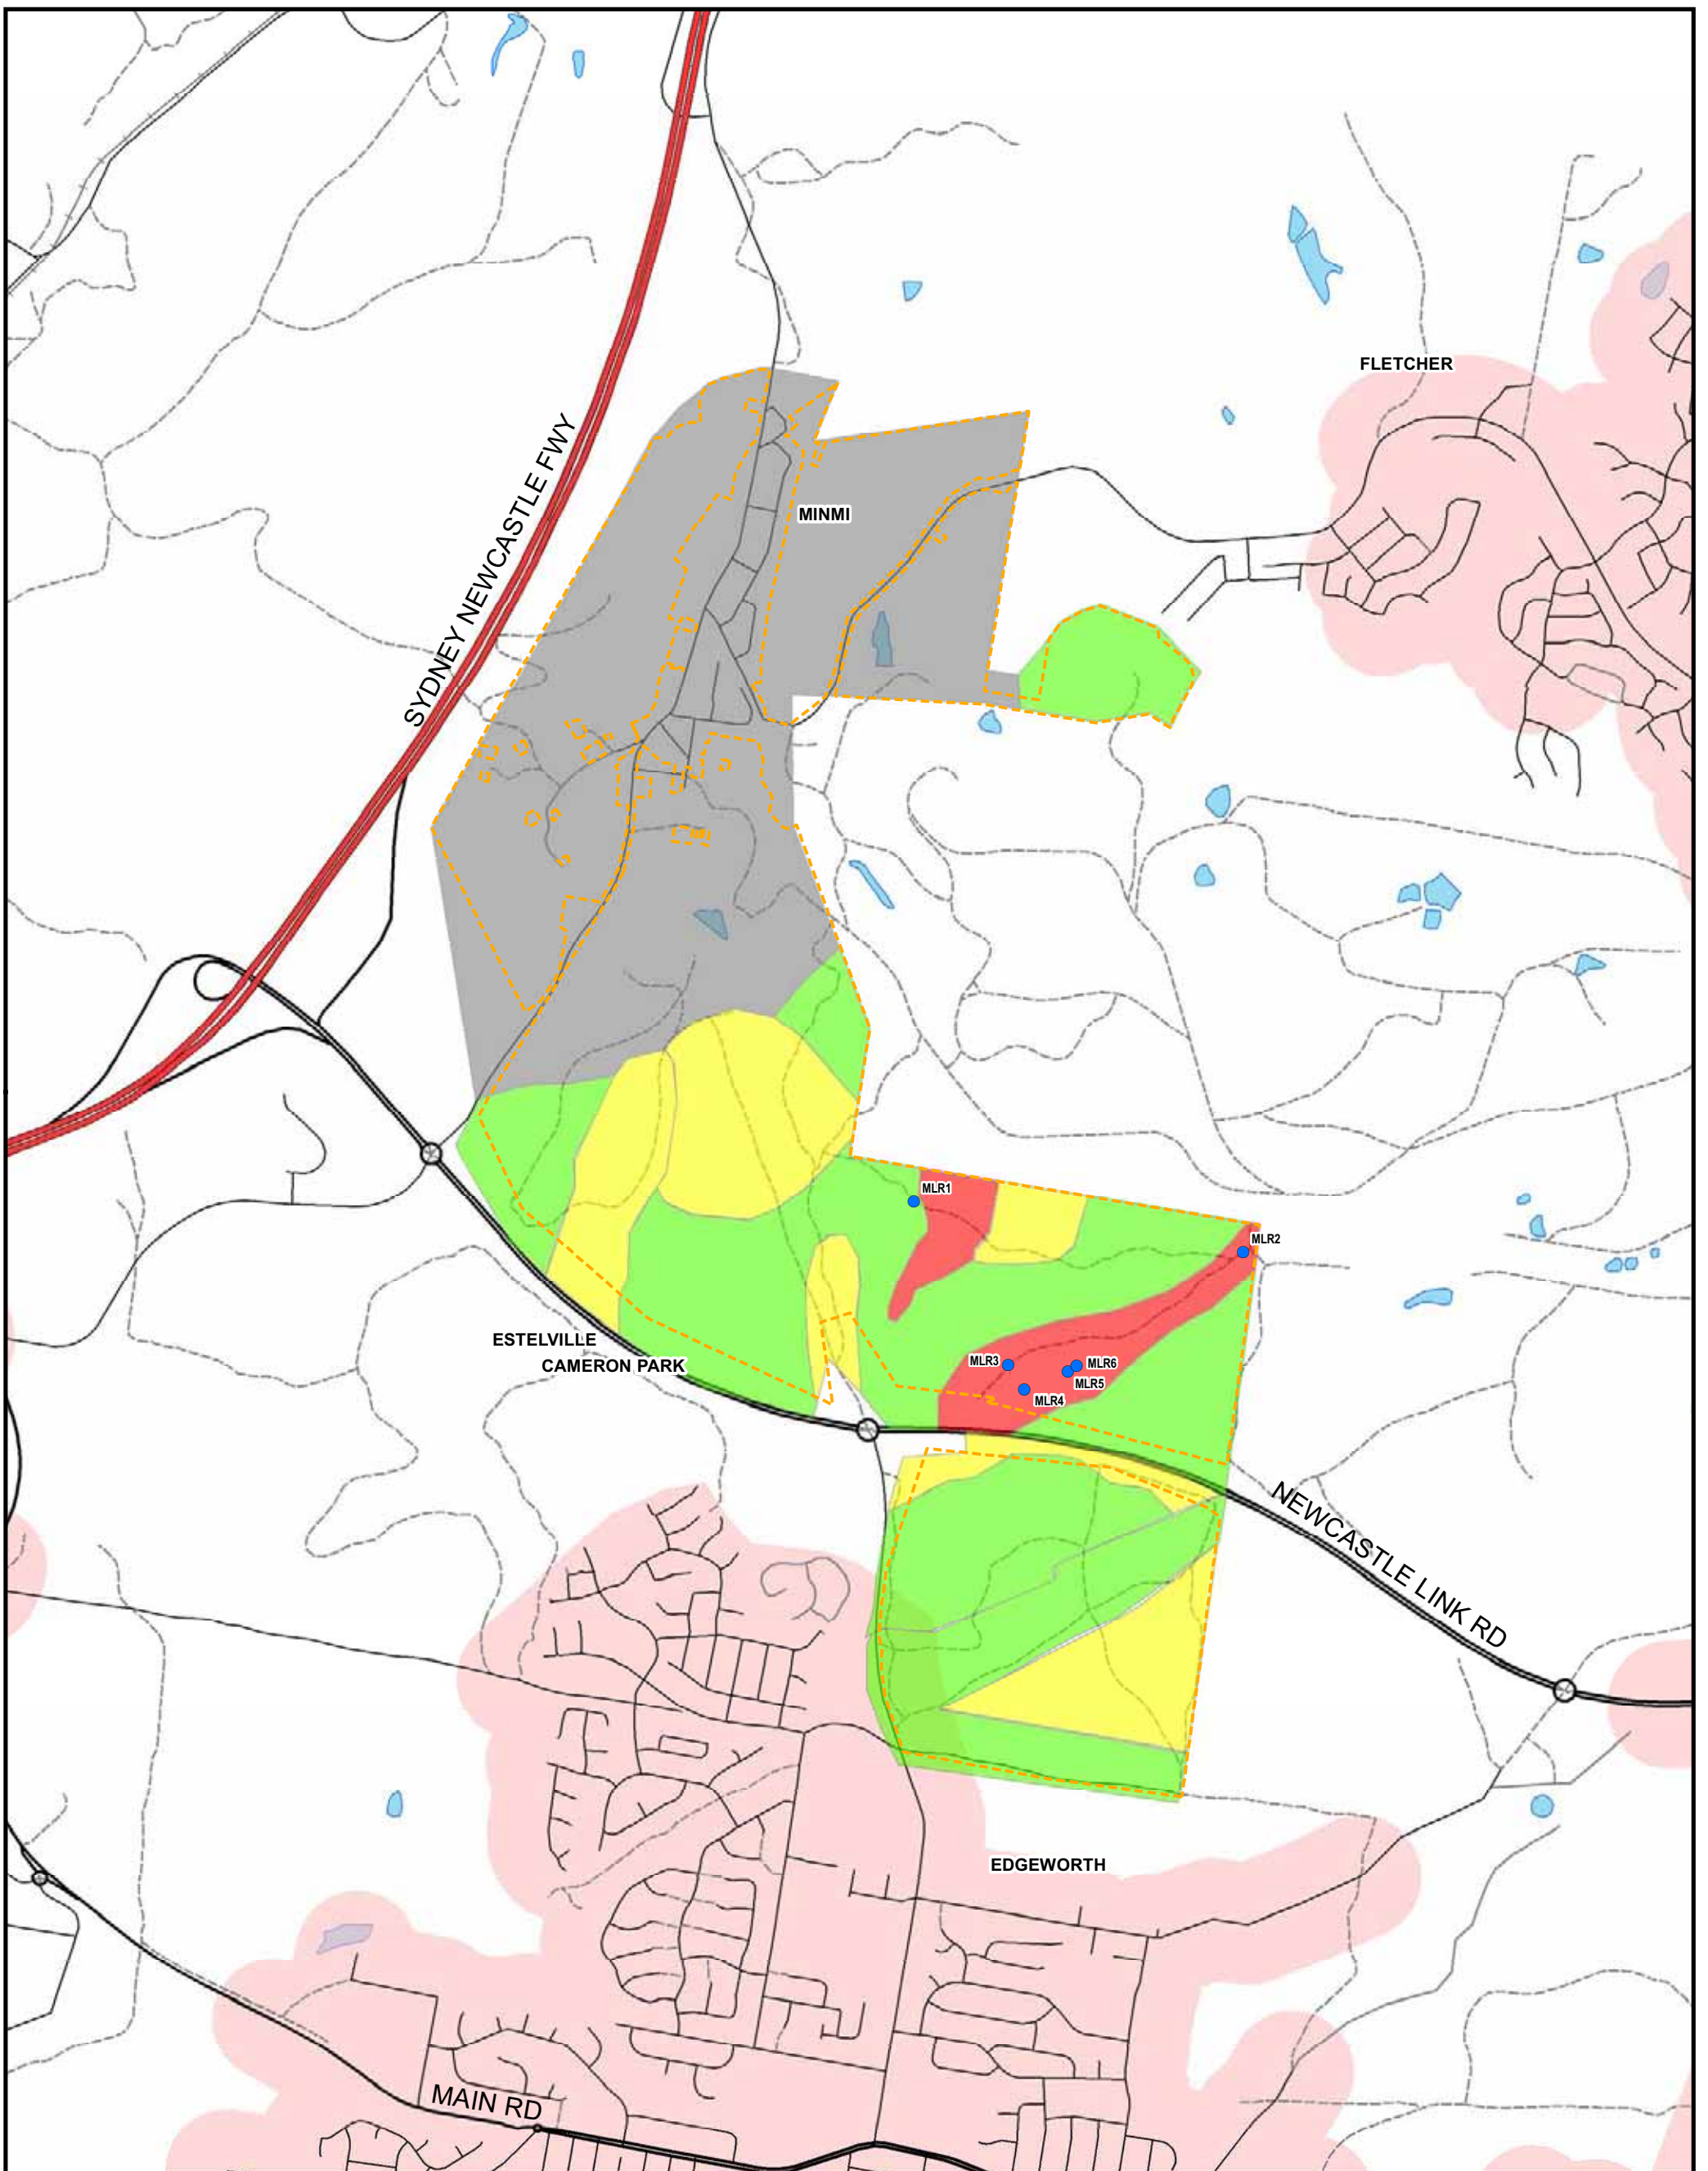 FLETCHER
SYDNEY NEWCASTLE FWY
MINMI
MLR1
MLR2
ESTELVILLE
CAMERON PARK
MLR3
MLR6
MLR5
MLR4
NEWCASTLE LINK RD
EDGEWORTH
MAIN RD